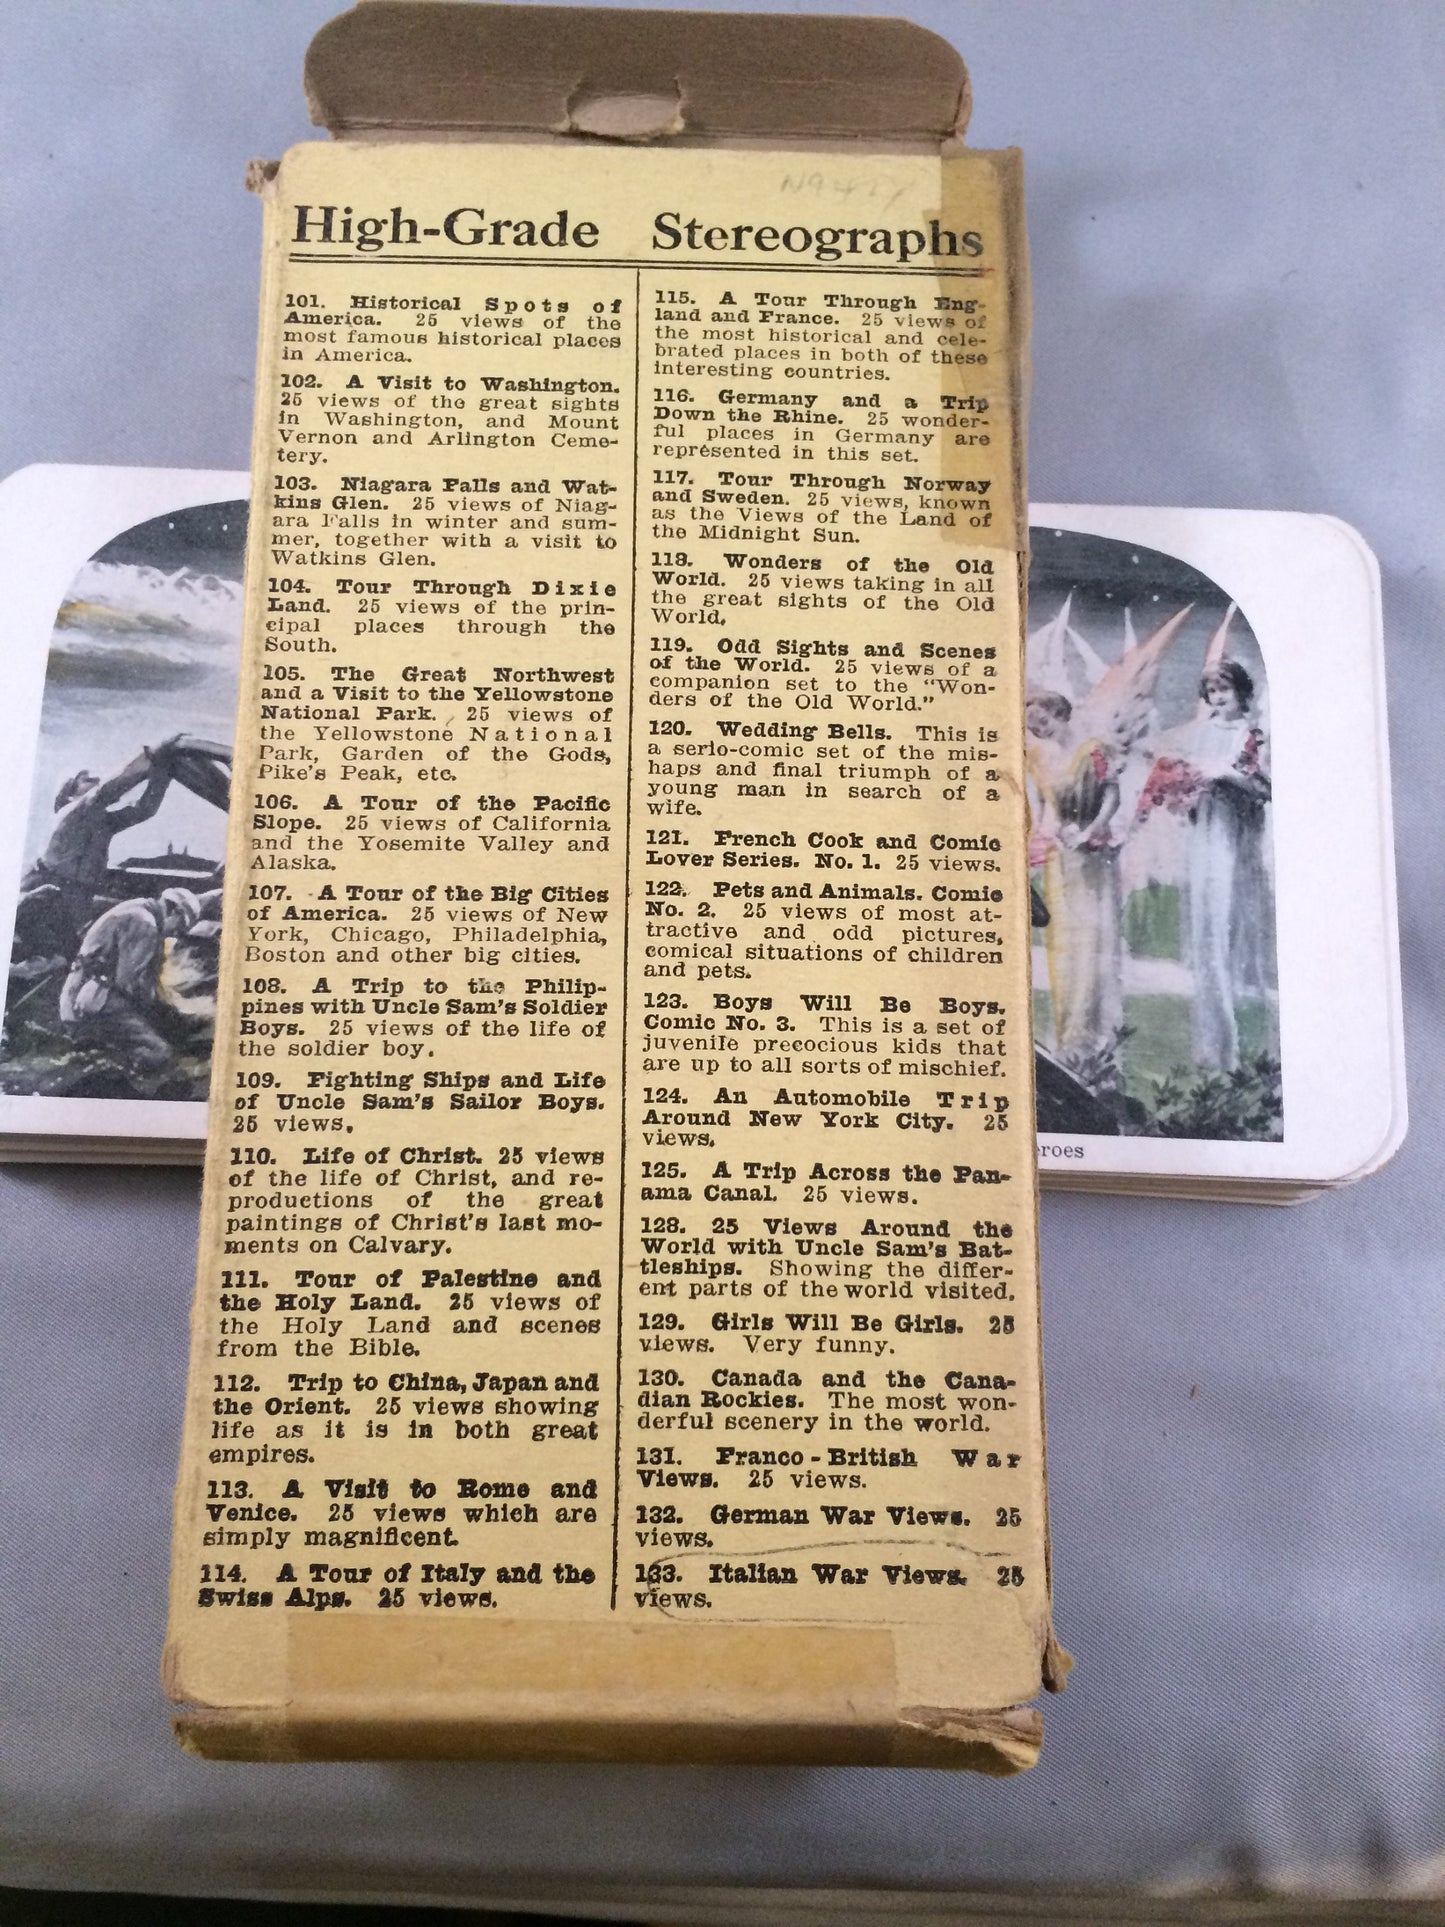 High-Grade Stereographs
101. Historical Spots of
America. 25 views of the
most famous historical places
in America.
102. A Visit to Washington.
25 views of the great sights
in Washington, and Mount
Vernon and Arlington Ceme-
tery.
103. Niagara Falls and Wat-
kins Glen. 25 views of Niag-
ara Falls in winter and sum-
mer, together with a visit to
Watkins Glen.
104. Tour Through Dixie
Land. 25 views of the prin-
cipal places through the
South.
105. The Great Northwest
and a Visit to the Yellowstone
National Park. 25 views of
the Yellowstone National
Park, Garden of the Gods,
Pike's Peak, etc.
106. A Tour of the Pacific
Slope. 25 views of California
and the Yosemite Valley and
Alaska.
107. A Tour of the Big Cities
of America. 25 views of New
York, Chicago, Philadelphia,
Boston and other big cities.
108. A Trip to the Philip-
pines with Uncle Sam's Soldier
Boys. 25 views of the life of
the soldier boy.
109. Fighting Ships and Life
of Uncle Sam's Sailor Boys.
25 views.
110. Life of Christ. 25 views
of the life of Christ, and re-
productions of the great
paintings of Christ's last mo-
ments on Calvary.
111. Tour of Palestine and
the Holy Land. 25 views of
the Holy Land and scenes
from the Bible.
112. Trip to China, Japan and
the Orient. 25 views showing
life as it is in both great
empires.
113. A Visit to Rome and
Venice. 25 views which are
simply magnificent.
114. A Tour of Italy and the
Swiss Alps. 25 views.
115. A Tour Through Eng-
land and France. 25 views of
the most historical and cele-
brated places in both of these
interesting countries.
116. Germany and a Trip
Down the Rhine. 25 wonder-
ful places in Germany are
represented in this set.
117. Tour Through Norway
and Sweden. 25 views, known
as the Views of the Land of
the Midnight Sun.
118. Wonders of the Old
World. 25 views taking in all
the great sights of the Old
World.
119. Odd Sights and Scenes
of the World. 25 views of a
companion set to the "Won-
ders of the Old World."
120. Wedding Bells. This is
a serio-comic set of the mis-
haps and final triumph of a
young man in search of a
wife.
121. French Cook and Comic
Lover Series. No. 1. 25 views.
122. Pets and Animals. Comic
No. 2. 25 views of most at-
tractive and odd pictures,
comical situations of children
and pets.
123. Boys Will Be Boys.
Comic No. 3. This is a set of
juvenile precocious kids that
are up to all sorts of mischief.
124. An Automobile Trip
Around New York City. 25
views.
125. A Trip Across the Pan-
ama Canal. 25 views.
128. 25 Views Around the
World with Uncle Sam's Bat-
tleships. Showing the differ-
ent parts of the world visited.
129. Girls Will Be Girls. 25
views. Very funny.
130. Canada and the Cana-
dian Rockies. The most won-
derful scenery in the world.
131. Franco-British War
Views. 25 views.
132. German War Views. 25
views.
133. Italian War Views. 25
views.
eroes